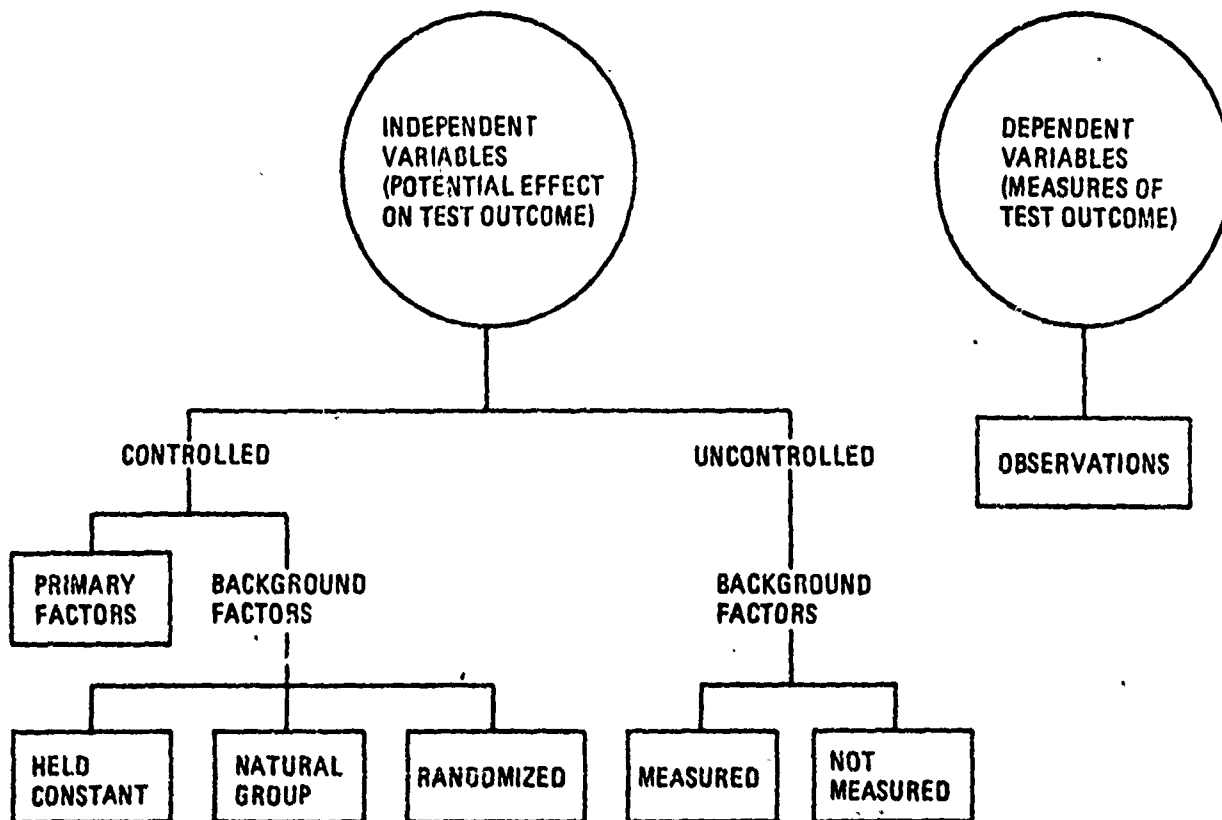 INDEPENDENT
VARIABLES
(POTENTIAL EFFECT
ON TEST OUTCOME)
DEPENDENT
VARIABLES
(MEASURES OF
TEST OUTCOME)
CONTROLLED
UNCONTROLLED
OBSERVATIONS
PRIMARY
FACTORS
BACKGROUND
FACTORS
BACKGROUND
FACTORS
HELD
CONSTANT
NATURAL
GROUP
RANDOMIZED
MEASURED
NOT
MEASURED